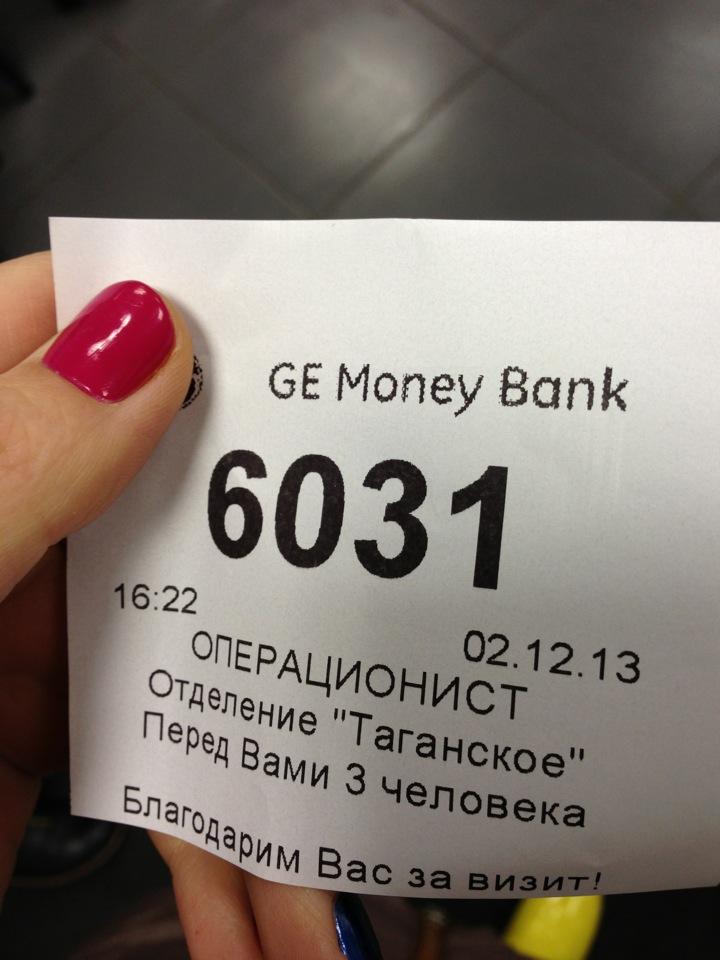 GE Money Bank
6031
16:22
02.12.13
ОПЕРАЦИОНИСТ
Отделение "Таганское"
Перед Вами 3 человека
Благодарим Вас за визит!